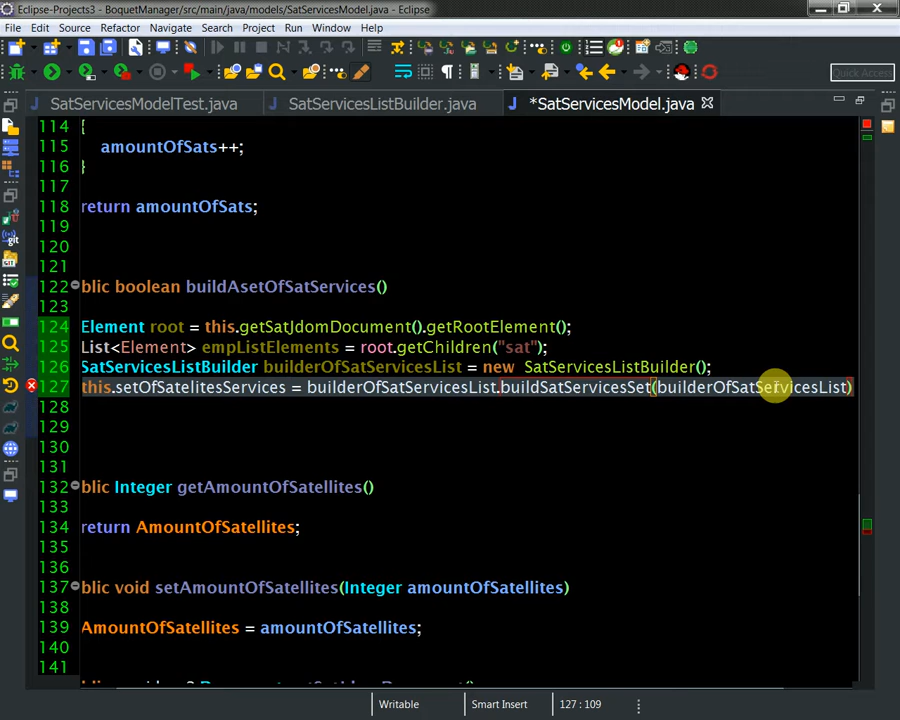 Eclipse-Projects3 - BoquetManager/src/main/java/models/SatServicesModel.java - Eclipse
File Edit Source Refactor Navigate Search Project Run Window Help
Quick Access
SatServicesModelTest.java SatServicesListBuilder.java *SatServicesModel.java
114 {
115 amountOfSats++;
116 }
117
118 return amountOfSats;
119
120
121
122 blic boolean buildAsetOfSatServices()
123
124 Element root = this.getSatJdomDocument().getRootElement();
125 List<Element> empListElements = root.getChildren("sat");
126 SatServicesListBuilder builderOfSatServicesList = new SatServicesListBuilder();
127 this.setOfSatelitesServices = builderOfSatServicesList.buildSatServicesSet(builderOfSatServicesList)
128
129
130
131
132 blic Integer getAmountOfSatellites()
133
134 return AmountOfSatellites;
135
136
137 blic void setAmountOfSatellites(Integer amountOfSatellites)
138
139 AmountOfSatellites = amountOfSatellites;
140
141
Writable Smart Insert 127 : 109